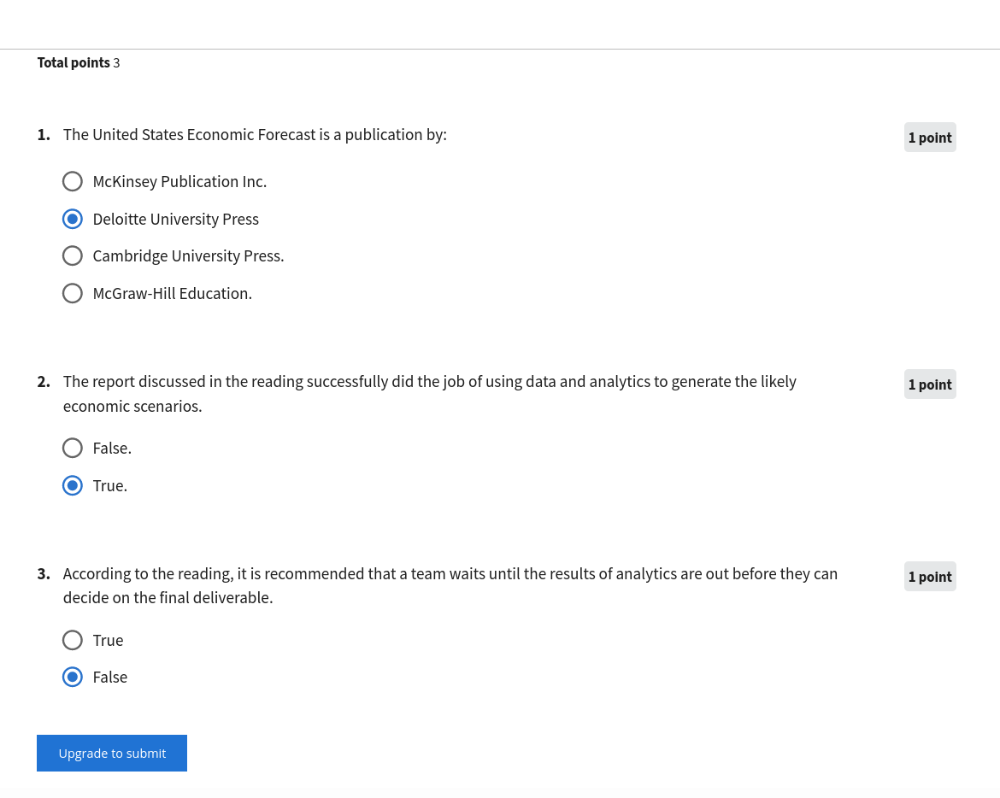 Total points 3
1. The United States Economic Forecast is a publication by:
1 point
McKinsey Publication Inc.
Deloitte University Press
Cambridge University Press.
McGraw-Hill Education.
2. The report discussed in the reading successfully did the job of using data and analytics to generate the likely
economic scenarios.
1 point
False.
True.
3. According to the reading, it is recommended that a team waits until the results of analytics are out before they can
decide on the final deliverable.
1 point
True
False
Upgrade to submit